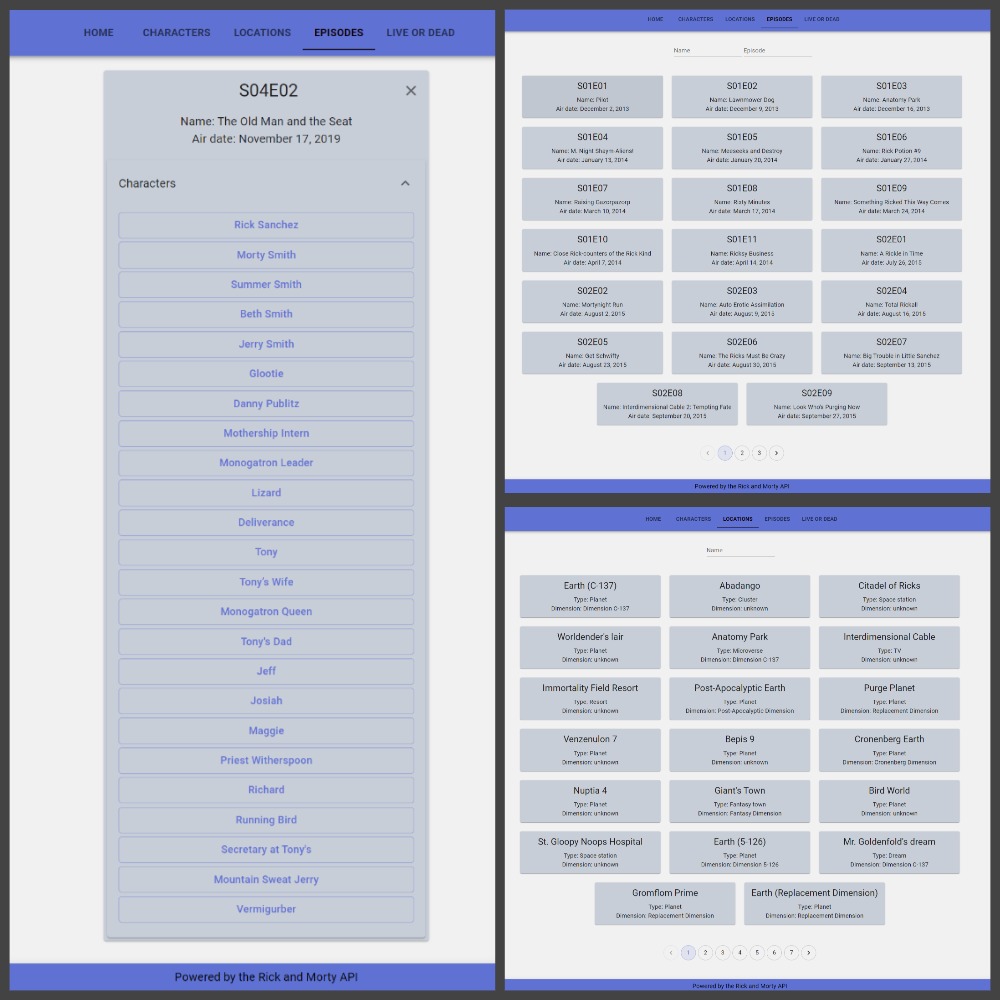 HOME CHARACTERS LOCATIONS EPISODES LIVE OR DEAD
S04E02
Name: The Old Man and the Seat
Air date: November 17, 2019
Characters
Rick Sanchez
Morty Smith
Summer Smith
Beth Smith
Jerry Smith
Glootie
Danny Publitz
Mothership Intern
Monogatron Leader
Lizard
Deliverance
Tony
Tony's Wife
Monogatron Queen
Tony's Dad
Jeff
Josiah
Maggie
Priest Witherspoon
Richard
Running Bird
Secretary at Tony's
Mountain Sweat Jerry
Vermigurber
Powered by the Rick and Morty API
HOME CHARACTERS LOCATIONS EPISODES LIVE OR DEAD
Name Episode
S01E01 S01E02 S01E03
Name: Pilot Name: Lawnmower Dog Name: Anatomy Park
Air date: December 2, 2013 Air date: December 9, 2013 Air date: December 16, 2013
S01E04 S01E05 S01E06
Name: M. Night Shaym-Aliens! Name: Meeseeks and Destroy Name: Rick Potion #9
Air date: January 13, 2014 Air date: January 20, 2014 Air date: January 27, 2014
S01E07 S01E08 S01E09
Name: Raising Gazorpazorp Name: Rixty Minutes Name: Something Ricked This Way Comes
Air date: March 10, 2014 Air date: March 17, 2014 Air date: March 24, 2014
S01E10 S01E11 S02E01
Name: Close Rick-counters of the Rick Kind Name: Ricksy Business Name: A Rickle in Time
Air date: April 7, 2014 Air date: April 14, 2014 Air date: July 26, 2015
S02E02 S02E03 S02E04
Name: Mortynight Run Name: Auto Erotic Assimilation Name: Total Rickall
Air date: August 2, 2015 Air date: August 9, 2015 Air date: August 16, 2015
S02E05 S02E06 S02E07
Name: Get Schwifty Name: The Ricks Must Be Crazy Name: Big Trouble in Little Sanchez
Air date: August 23, 2015 Air date: August 30, 2015 Air date: September 13, 2015
S02E08 S02E09
Name: Interdimensional Cable 2: Tempting Fate Name: Look Who's Purging Now
Air date: September 20, 2015 Air date: September 27, 2015
1 2 3
Powered by the Rick and Morty API
HOME CHARACTERS LOCATIONS EPISODES LIVE OR DEAD
Name
Earth (C-137) Abadango Citadel of Ricks
Type: Planet Type: Cluster Type: Space station
Dimension: Dimension C-137 Dimension: unknown Dimension: unknown
Worldender's lair Anatomy Park Interdimensional Cable
Type: Planet Type: Microverse Type: TV
Dimension: unknown Dimension: Dimension C-137 Dimension: unknown
Immortality Field Resort Post-Apocalyptic Earth Purge Planet
Type: Resort Type: Planet Type: Planet
Dimension: unknown Dimension: Post-Apocalyptic Dimension Dimension: Replacement Dimension
Venzenulon 7 Bepis 9 Cronenberg Earth
Type: Planet Type: Planet Type: Planet
Dimension: unknown Dimension: unknown Dimension: Cronenberg Dimension
Nuptia 4 Giant's Town Bird World
Type: Planet Type: Fantasy town Type: Planet
Dimension: unknown Dimension: Fantasy Dimension Dimension: unknown
St. Gloopy Noops Hospital Earth (5-126) Mr. Goldenfold's dream
Type: Space station Type: Planet Type: Dream
Dimension: unknown Dimension: Dimension 5-126 Dimension: Dimension C-137
Gromflom Prime Earth (Replacement Dimension)
Type: Planet Type: Planet
Dimension: Replacement Dimension Dimension: Replacement Dimension
1 2 3 4 5 6 7
Powered by the Rick and Morty API